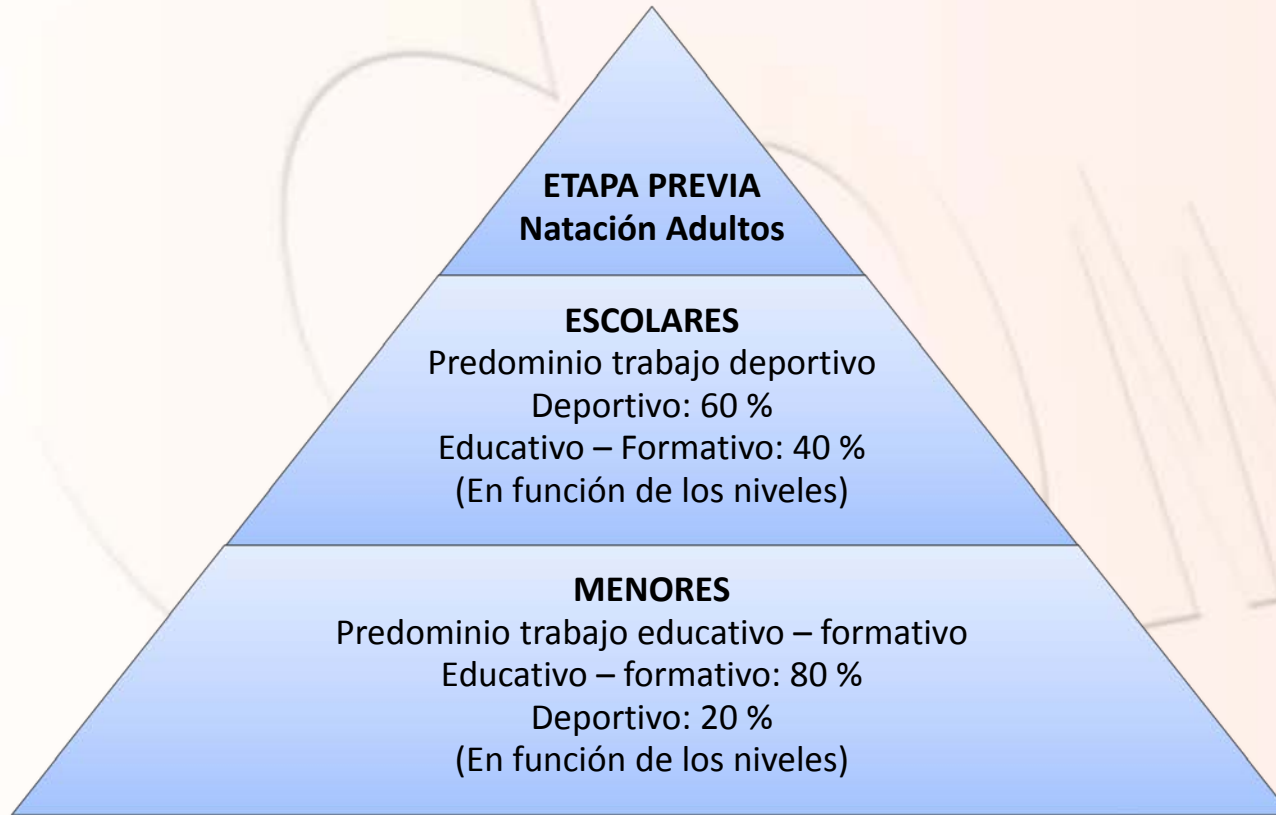 ETAPA PREVIA
Natación Adultos
ESCOLARES
Predominio trabajo deportivo
Deportivo: 60 %
Educativo – Formativo: 40 %
(En función de los niveles)
MENORES
Predominio trabajo educativo – formativo
Educativo – formativo: 80 %
Deportivo: 20 %
(En función de los niveles)